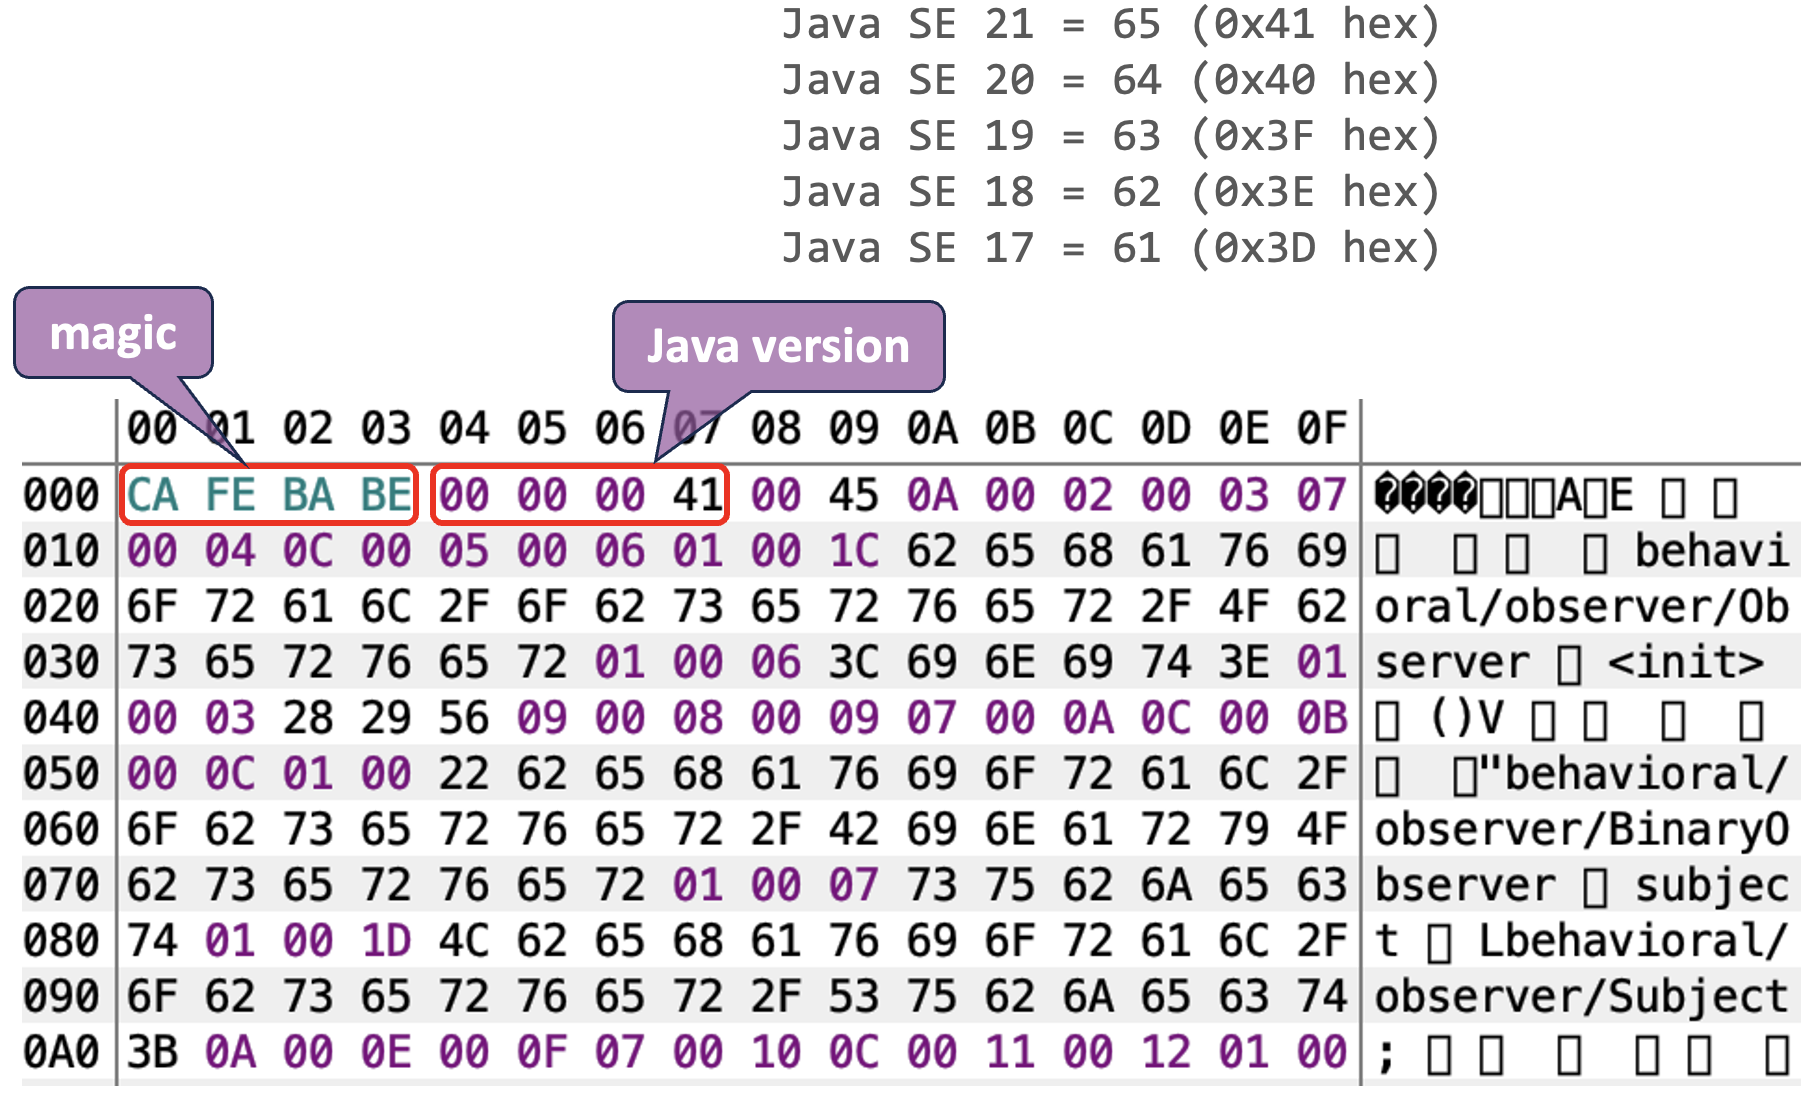 Java SE 21 = 65 (0x41 hex)
Java SE 20 = 64 (0x40 hex)
Java SE 19 = 63 (0x3F hex)
Java SE 18 = 62 (0x3E hex)
Java SE 17 = 61 (0x3D hex)
magic
Java version
00 01 02 03 04 05 06 07 08 09 0A 0B 0C 0D 0E 0F
000 CA FE BA BE 00 00 00 41 00 45 0A 00 02 00 03 07 ����▯▯▯A▯E ▯ ▯
010 00 04 0C 00 05 00 06 01 00 1C 62 65 68 61 76 69 ▯ ▯ ▯ ▯ behavi
020 6F 72 61 6C 2F 6F 62 73 65 72 76 65 72 2F 4F 62 oral/observer/Ob
030 73 65 72 76 65 72 01 00 06 3C 69 6E 69 74 3E 01 server ▯ <init>
040 00 03 28 29 56 09 00 08 00 09 07 00 0A 0C 00 0B ▯ ()V ▯ ▯ ▯ ▯
050 00 0C 01 00 22 62 65 68 61 76 69 6F 72 61 6C 2F ▯ ▯"behavioral/
060 6F 62 73 65 72 76 65 72 2F 42 69 6E 61 72 79 4F observer/BinaryO
070 62 73 65 72 76 65 72 01 00 07 73 75 62 6A 65 63 bserver ▯ subjec
080 74 01 00 1D 4C 62 65 68 61 76 69 6F 72 61 6C 2F t ▯ Lbehavioral/
090 6F 62 73 65 72 76 65 72 2F 53 75 62 6A 65 63 74 observer/Subject
0A0 3B 0A 00 0E 00 0F 07 00 10 0C 00 11 00 12 01 00 ; ▯ ▯ ▯ ▯ ▯ ▯